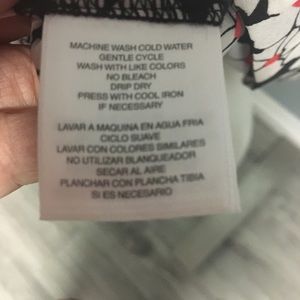 MACHINE WASH COLD WATER
GENTLE CYCLE
WASH WITH LIKE COLORS
NO BLEACH
DRIP DRY
PRESS WITH COOL IRON
IF NECESSARY
LAVAR A MAQUINA EN AGUA FRIA
CICLO SUAVE
LAVAR CON COLORES SIMILARES
NO UTILIZAR BLANQUEADOR
SECAR AL AIRE
PLANCHAR CON PLANCHA TIBIA
SI ES NECESARIO